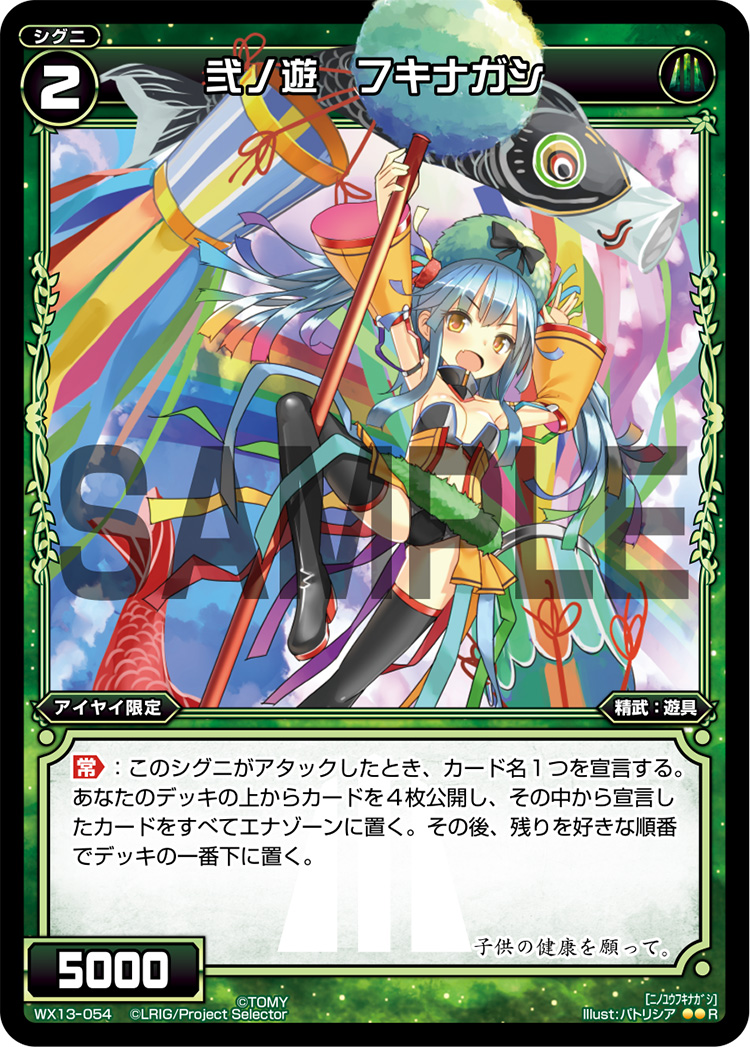 シグニ
2
弐ノ遊 フキナガシ
SAMPLE
アイヤイ限定
精武：遊具
常：このシグニがアタックしたとき、カード名1つを宣言する。
あなたのデッキの上からカードを4枚公開し、その中から宣言し
たカードをすべてエナゾーンに置く。その後、残りを好きな順番
でデッキの一番下に置く。
子供の健康を願って。
5000
©TOMY
[ニノユウフキナガシ]
WX13-054 ©LRIG/Project Selector
Illust:パトリシア R